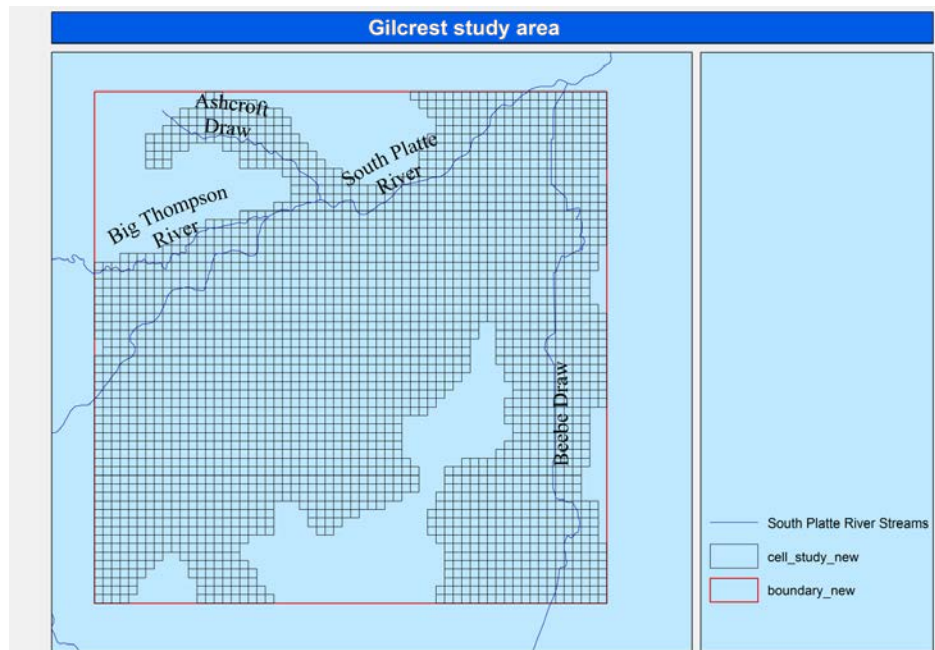 Gilcrest study area
Ashcroft
Draw
South Platte
River
Big Thompson
River
Beebe Draw
South Platte River Streams
cell_study_new
boundary_new